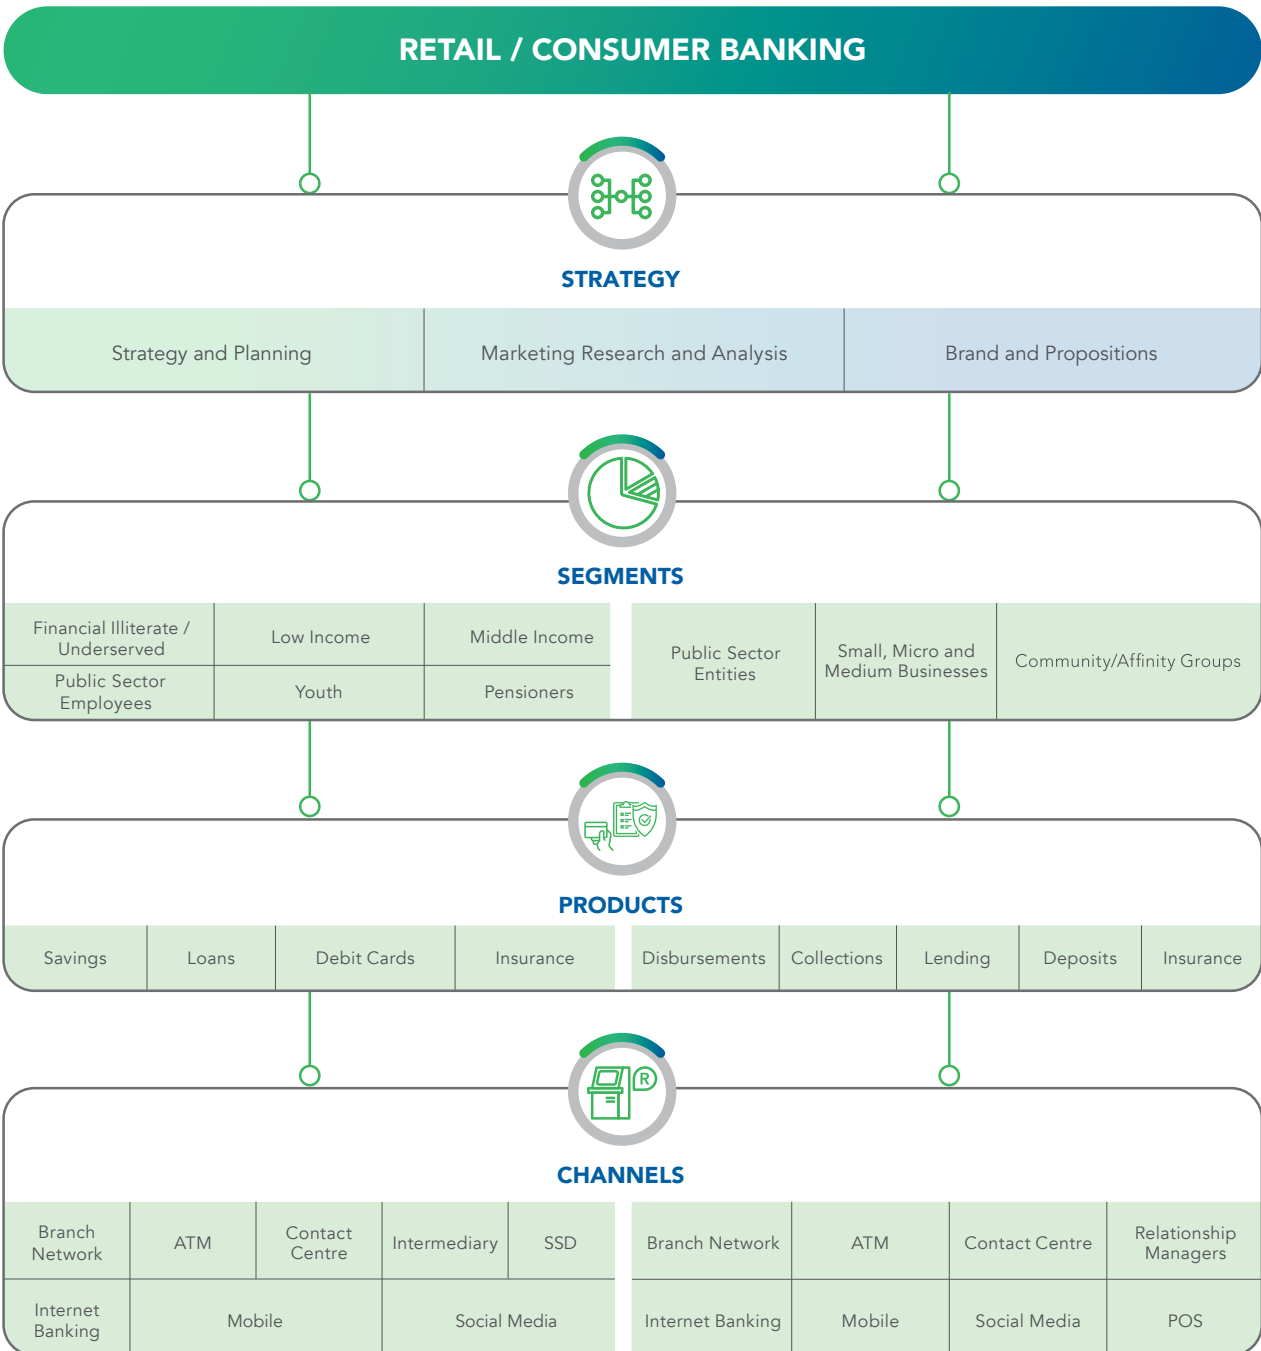 RETAIL / CONSUMER BANKING
STRATEGY
Strategy and Planning
Marketing Research and Analysis
Brand and Propositions
SEGMENTS
Financial Illiterate /
Underserved
Low Income
Middle Income
Public Sector
Employees
Youth
Pensioners
Public Sector
Entities
Small, Micro and
Medium Businesses
Community/Affinity Groups
PRODUCTS
Savings
Loans
Debit Cards
Insurance
Disbursements
Collections
Lending
Deposits
Insurance
R
CHANNELS
Branch
Network
ATM
Contact
Centre
Intermediary
SSD
Internet
Banking
Mobile
Social Media
Branch Network
ATM
Contact Centre
Relationship
Managers
Internet Banking
Mobile
Social Media
POS